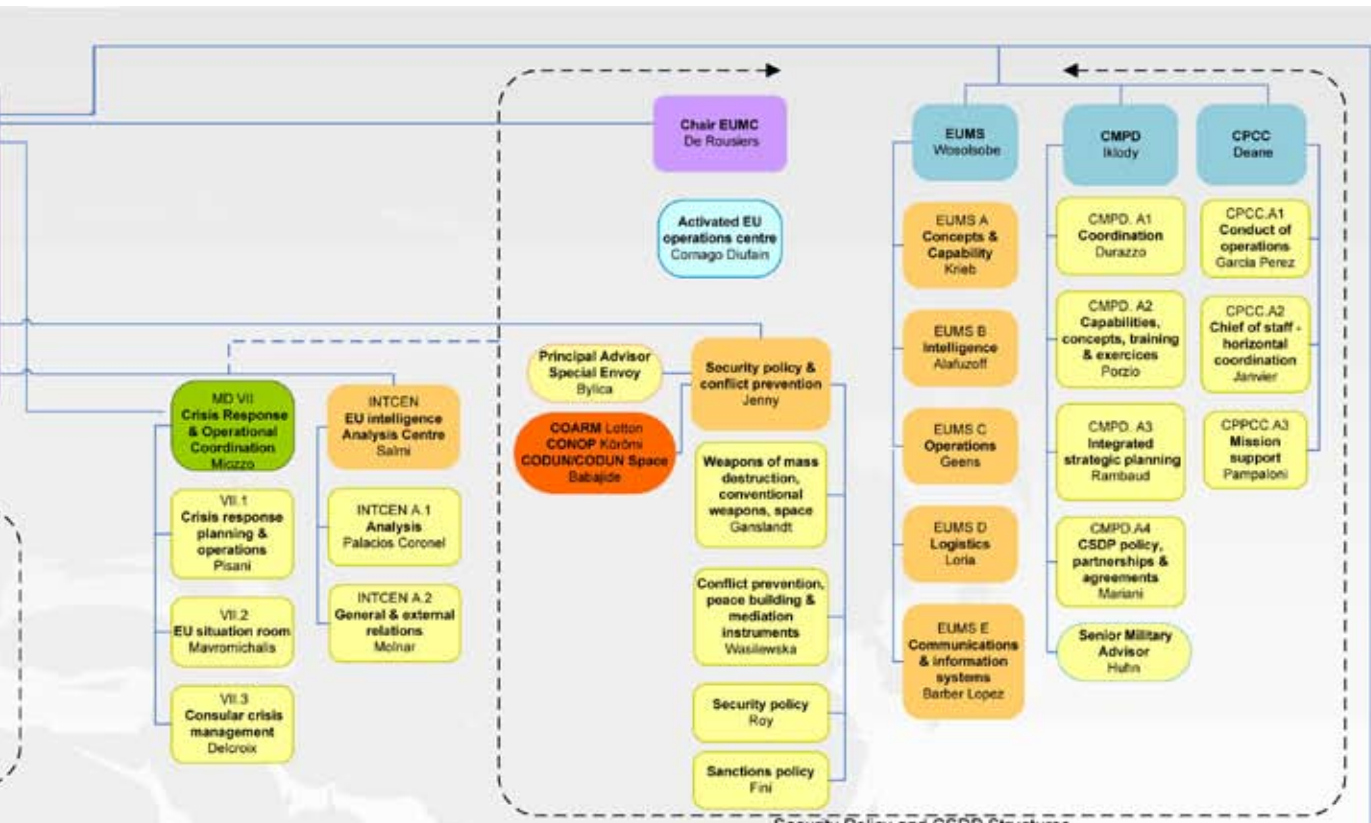 Chair EUMC
De Rousiers
Activated EU
operations centre
Cornago Diufain
EUMS
Wosolsobe
CMPD
Iklody
CPCC
Deane
EUMS A
Concepts &
Capability
Krieb
EUMS B
Intelligence
Alafuzoff
EUMS C
Operations
Geens
EUMS D
Logistics
Loria
EUMS E
Communications
& information
systems
Barber Lopez
CMPD. A1
Coordination
Durazzo
CMPD. A2
Capabilities,
concepts, training
& exercices
Porzio
CMPD. A3
Integrated
strategic planning
Rambaud
CMPD.A4
CSDP policy,
partnerships &
agreements
Mariani
Senior Military
Advisor
Huhn
CPCC.A1
Conduct of
operations
Garcia Perez
CPCC.A2
Chief of staff -
horizontal
coordination
Janvier
CPPCC.A3
Mission
support
Pampaloni
Principal Advisor
Special Envoy
Bylica
COARM Lotton
CONOP Körömi
CODUN/CODUN Space
Babajide
Security policy &
conflict prevention
Jenny
Weapons of mass
destruction,
conventional
weapons, space
Ganslandt
Conflict prevention,
peace building &
mediation
instruments
Wasilewska
Security policy
Roy
Sanctions policy
Fini
MD VII
Crisis Response
& Operational
Coordination
Miozzo
VII.1
Crisis response
planning &
operations
Pisani
VII.2
EU situation room
Mavromichalis
VII.3
Consular crisis
management
Delcroix
INTCEN
EU intelligence
Analysis Centre
Salmi
INTCEN A.1
Analysis
Palacios Coronel
INTCEN A.2
General & external
relations
Molnar
Security Policy and CSDP Structures